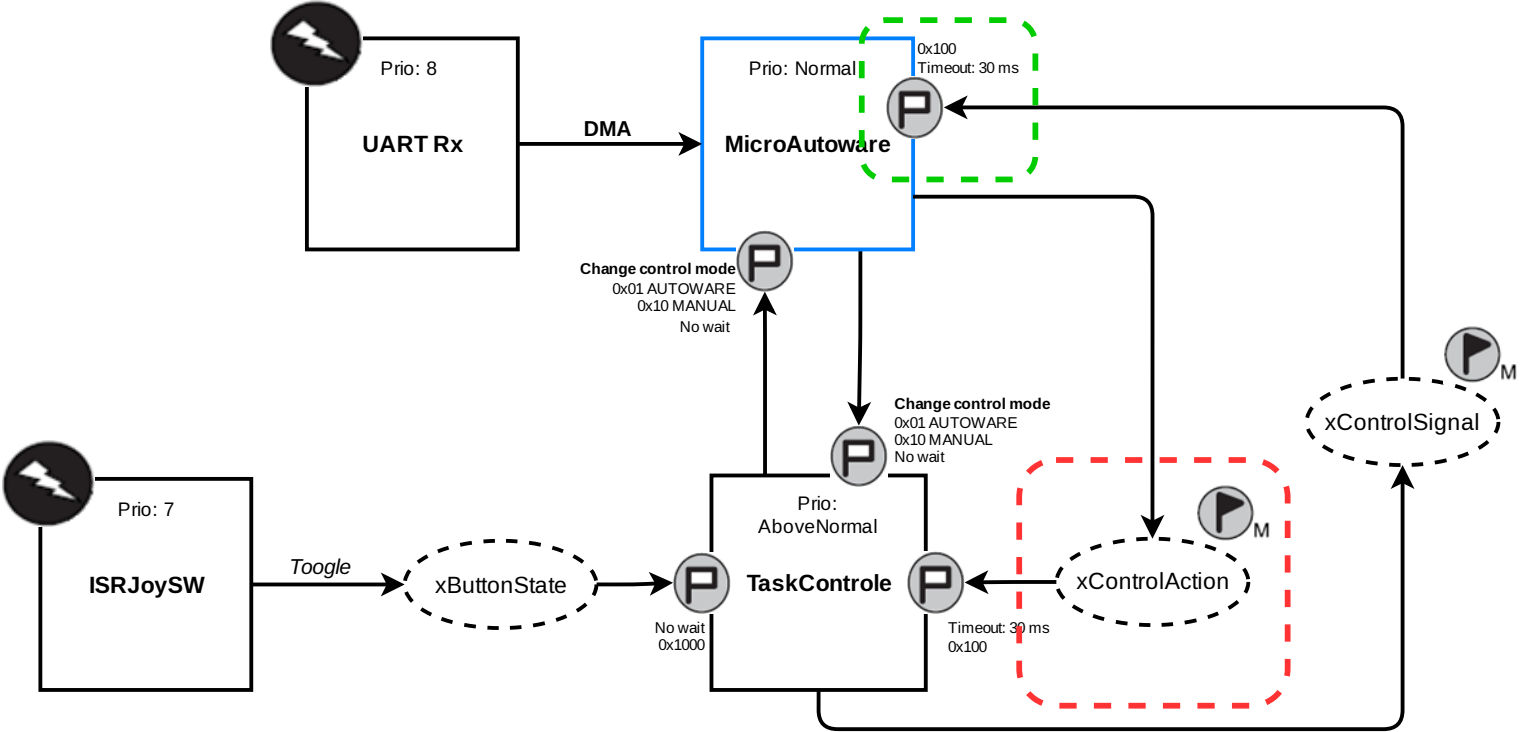 Prio: 8
UART Rx
DMA
Prio: Normal
MicroAutoware
0x100
Timeout: 30 ms
Change control mode
0x01 AUTOWARE
0x10 MANUAL
No wait
Change control mode
0x01 AUTOWARE
0x10 MANUAL
No wait
xControlSignal
M
Prio: 7
ISRJoySW
Toogle
xButtonState
No wait
0x1000
Prio:
AboveNormal
TaskControle
Timeout: 30 ms
0x100
xControlAction
M